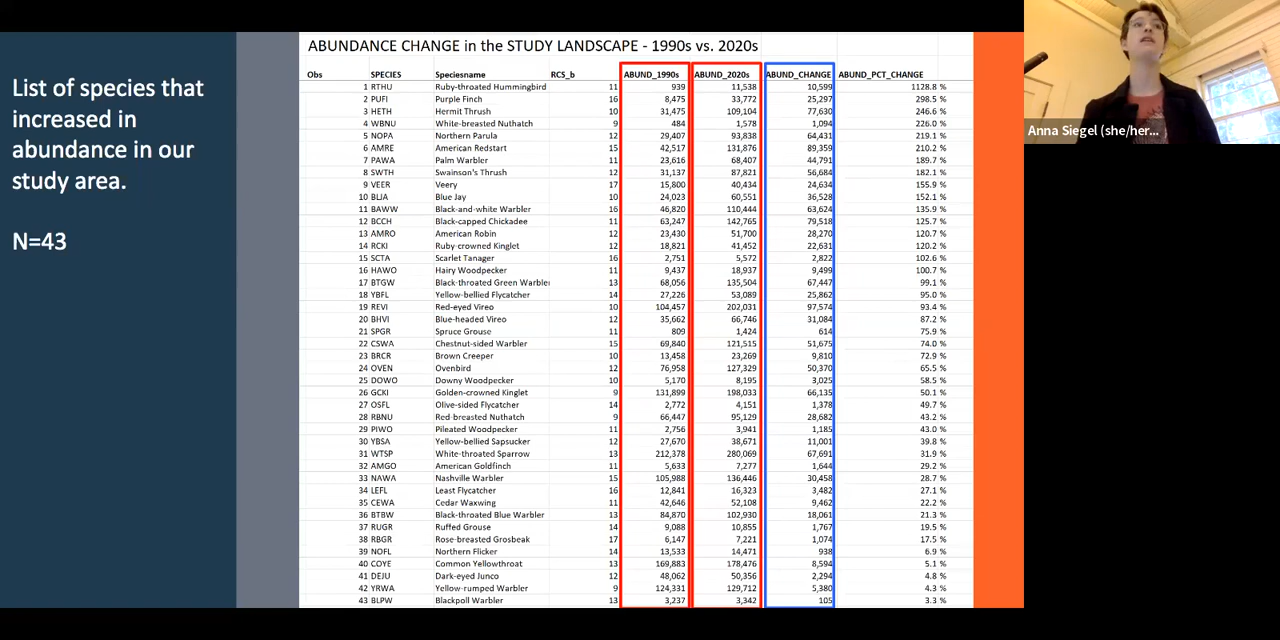 List of species that
increased in
abundance in our
study area.
N=43
ABUNDANCE CHANGE in the STUDY LANDSCAPE - 1990s vs. 2020s
Obs SPECIES Speciesname RCS_b ABUND_1990s ABUND_2020s ABUND_CHANGE ABUND_PCT_CHANGE
1 RTHU Ruby-throated Hummingbird 11 939 11,538 10,599 1128.8 %
2 PUFI Purple Finch 16 8,475 33,772 25,297 298.5 %
3 HETH Hermit Thrush 11 31,475 109,104 77,630 246.6 %
4 WBNU White-breasted Nuthatch 9 484 1,578 1,094 226.0 %
5 NOPA Northern Parula 12 29,407 93,838 64,431 219.1 %
6 AMRE American Redstart 15 42,517 131,876 89,359 210.2 %
7 PAWA Palm Warbler 11 23,616 68,407 44,791 189.7 %
8 SWTH Swainson's Thrush 12 31,137 87,821 56,684 182.1 %
9 VEER Veery 17 15,800 40,434 24,634 155.9 %
10 BLJA Blue Jay 10 24,023 60,551 36,528 152.1 %
11 BAWW Black-and-white Warbler 16 46,820 110,444 63,624 135.9 %
12 BCCH Black-capped Chickadee 11 63,247 142,765 79,518 125.7 %
13 AMRO American Robin 12 23,430 51,700 28,270 120.7 %
14 RCKI Ruby-crowned Kinglet 12 18,821 41,452 22,631 120.2 %
15 SCTA Scarlet Tanager 16 2,751 5,572 2,822 102.6 %
16 HAWO Hairy Woodpecker 11 9,437 18,937 9,499 100.7 %
17 BTGW Black-throated Green Warbler 13 68,056 135,504 67,447 99.1 %
18 YBFL Yellow-bellied Flycatcher 14 27,226 53,089 25,862 95.0 %
19 REVI Red-eyed Vireo 10 104,457 202,031 97,574 93.4 %
20 BHVI Blue-headed Vireo 12 35,662 66,746 31,084 87.2 %
21 SPGR Spruce Grouse 11 809 1,424 614 75.9 %
22 CSWA Chestnut-sided Warbler 15 69,840 121,515 51,675 74.0 %
23 BRCR Brown Creeper 10 13,458 23,269 9,810 72.9 %
24 OVEN Ovenbird 12 76,958 127,329 50,370 65.5 %
25 DOWO Downy Woodpecker 10 5,170 8,195 3,025 58.5 %
26 GCKI Golden-crowned Kinglet 9 131,899 198,033 66,135 50.1 %
27 OSFL Olive-sided Flycatcher 14 2,772 4,151 1,378 49.7 %
28 RBNU Red-breasted Nuthatch 9 66,447 95,129 28,682 43.2 %
29 PIWO Pileated Woodpecker 11 2,756 3,941 1,185 43.0 %
30 YBSA Yellow-bellied Sapsucker 12 27,670 38,671 11,001 39.8 %
31 WTSP White-throated Sparrow 13 212,378 280,069 67,691 31.9 %
32 AMGO American Goldfinch 11 5,633 7,277 1,644 29.2 %
33 NAWA Nashville Warbler 15 105,988 136,446 30,458 28.7 %
34 LEFL Least Flycatcher 16 12,841 16,323 3,482 27.1 %
35 CEWA Cedar Waxwing 11 42,646 52,108 9,462 22.2 %
36 BTBW Black-throated Blue Warbler 13 84,870 102,930 18,061 21.3 %
37 RUGR Ruffed Grouse 14 9,088 10,855 1,767 19.5 %
38 RBGR Rose-breasted Grosbeak 17 6,147 7,221 1,074 17.5 %
39 NOFL Northern Flicker 14 13,533 14,471 938 6.9 %
40 COYE Common Yellowthroat 13 169,883 178,476 8,594 5.1 %
41 DEJU Dark-eyed Junco 12 48,062 50,356 2,294 4.8 %
42 YRWA Yellow-rumped Warbler 9 124,331 129,712 5,380 4.3 %
43 BLPW Blackpoll Warbler 13 3,237 3,342 105 3.3 %
Anna Siegel (she/her...